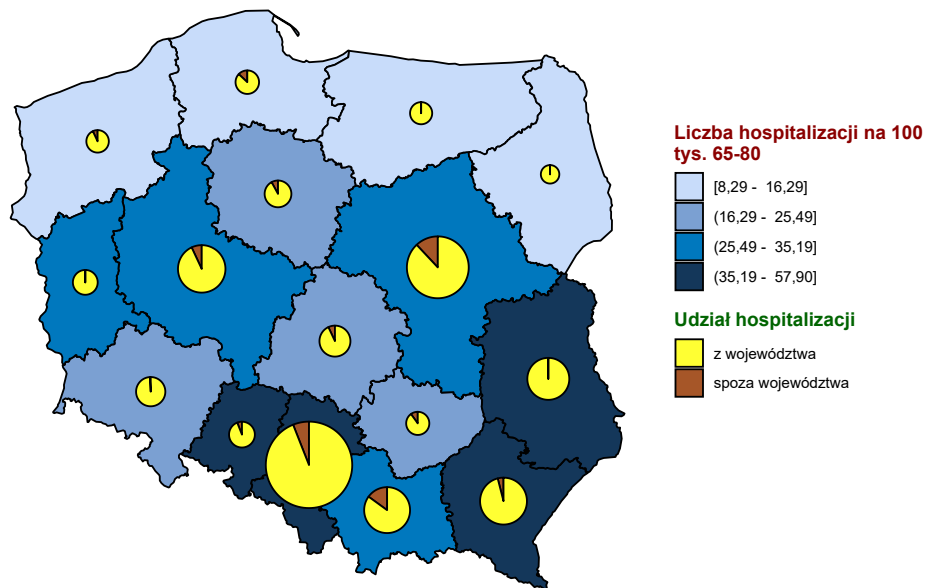 Liczba hospitalizacji na 100
tys. 65-80
[8,29 - 16,29]
(16,29 - 25,49]
(25,49 - 35,19]
(35,19 - 57,90]
Udział hospitalizacji
z województwa
spoza województwa